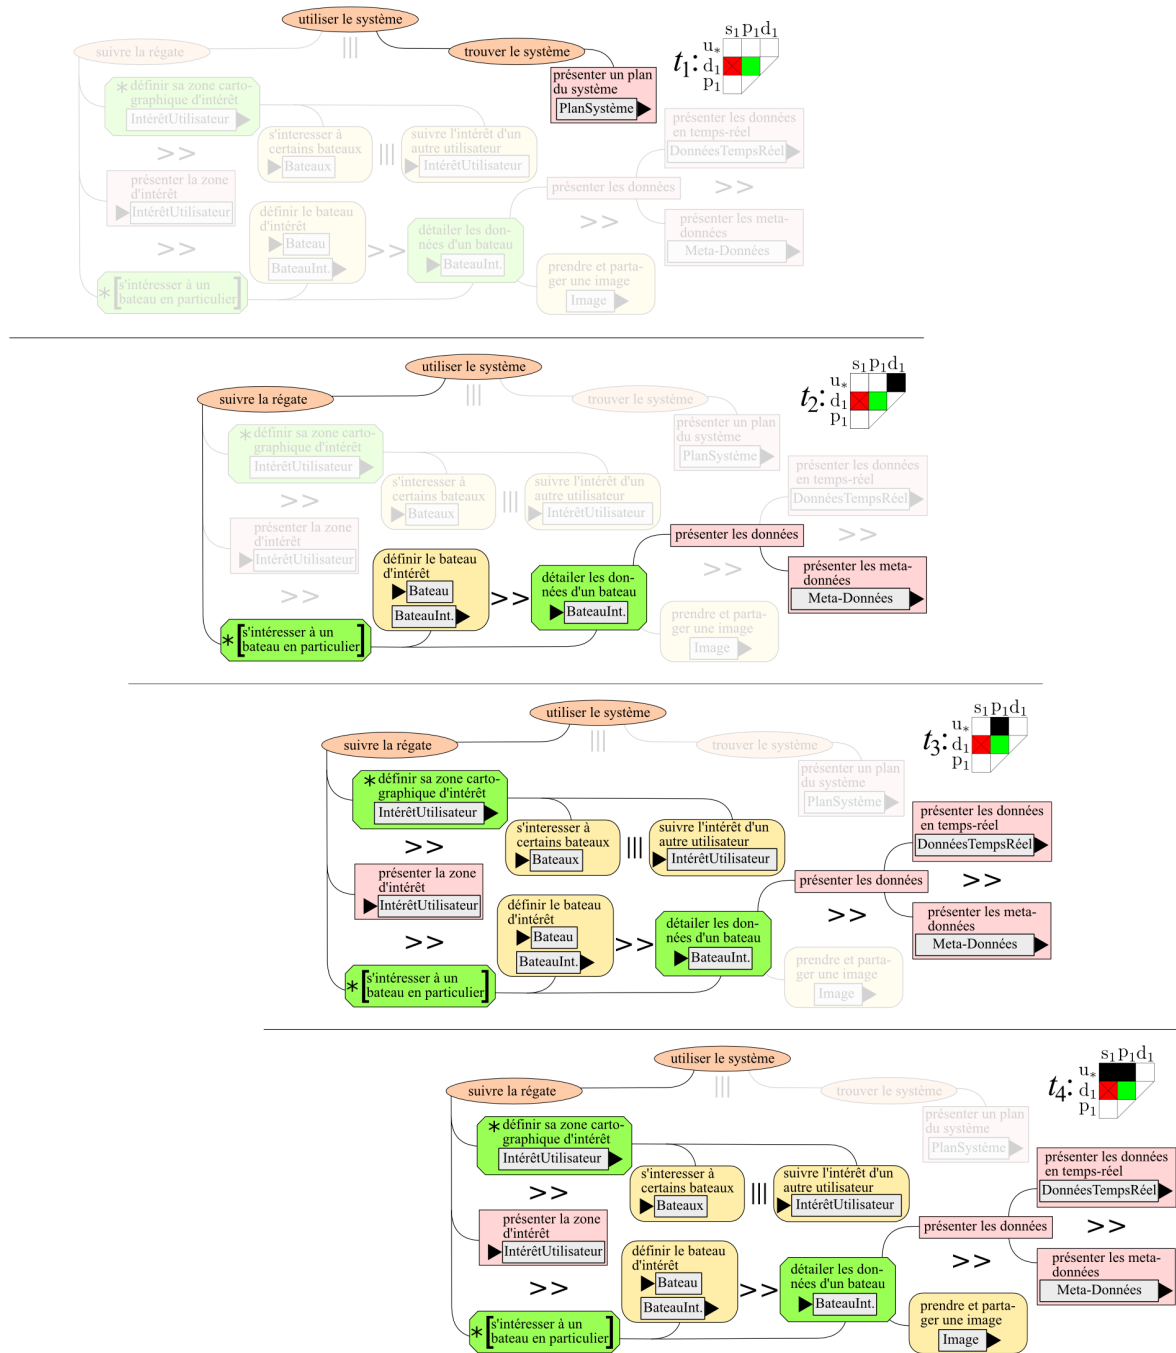 utiliser le système
s₁p₁d₁
suivre la régate
|||
trouver le système
t₁:
u*
d₁
p₁
* définir sa zone carto-
graphique d'intérêt
IntérêtUtilisateur
présenter un plan
du système
PlanSystème
>>
s'interesser à
certains bateaux
Bateaux
|||
suivre l'intérêt d'un
autre utilisateur
IntérêtUtilisateur
présenter les données
en temps-réel
DonnéesTempsRéel
présenter la zone
d'intérêt
IntérêtUtilisateur
présenter les données
>>
>>
définir le bateau
d'intérêt
Bateau
BateauInt.
>>
détailer les don-
nées d'un bateau
BateauInt.
>>
présenter les meta-
données
Meta-Données
* [s'intéresser à un
bateau en particulier]
prendre et parta-
ger une image
Image
utiliser le système
s₁p₁d₁
suivre la régate
|||
trouver le système
t₂:
u*
d₁
p₁
* définir sa zone carto-
graphique d'intérêt
IntérêtUtilisateur
présenter un plan
du système
PlanSystème
>>
s'interesser à
certains bateaux
Bateaux
|||
suivre l'intérêt d'un
autre utilisateur
IntérêtUtilisateur
présenter les données
en temps-réel
DonnéesTempsRéel
présenter la zone
d'intérêt
IntérêtUtilisateur
présenter les données
>>
>>
définir le bateau
d'intérêt
Bateau
BateauInt.
>>
détailer les don-
nées d'un bateau
BateauInt.
>>
présenter les meta-
données
Meta-Données
* [s'intéresser à un
bateau en particulier]
prendre et parta-
ger une image
Image
utiliser le système
s₁p₁d₁
suivre la régate
|||
trouver le système
t₃:
u*
d₁
p₁
* définir sa zone carto-
graphique d'intérêt
IntérêtUtilisateur
présenter un plan
du système
PlanSystème
>>
s'interesser à
certains bateaux
Bateaux
|||
suivre l'intérêt d'un
autre utilisateur
IntérêtUtilisateur
présenter les données
en temps-réel
DonnéesTempsRéel
présenter la zone
d'intérêt
IntérêtUtilisateur
présenter les données
>>
>>
définir le bateau
d'intérêt
Bateau
BateauInt.
>>
détailer les don-
nées d'un bateau
BateauInt.
>>
présenter les meta-
données
Meta-Données
* [s'intéresser à un
bateau en particulier]
prendre et parta-
ger une image
Image
utiliser le système
s₁p₁d₁
suivre la régate
|||
trouver le système
t₄:
u*
d₁
p₁
* définir sa zone carto-
graphique d'intérêt
IntérêtUtilisateur
présenter un plan
du système
PlanSystème
>>
s'interesser à
certains bateaux
Bateaux
|||
suivre l'intérêt d'un
autre utilisateur
IntérêtUtilisateur
présenter les données
en temps-réel
DonnéesTempsRéel
présenter la zone
d'intérêt
IntérêtUtilisateur
présenter les données
>>
>>
définir le bateau
d'intérêt
Bateau
BateauInt.
>>
détailer les don-
nées d'un bateau
BateauInt.
>>
présenter les meta-
données
Meta-Données
* [s'intéresser à un
bateau en particulier]
prendre et parta-
ger une image
Image